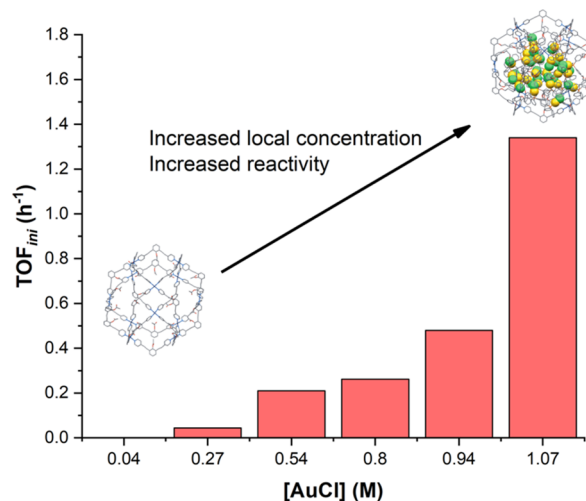 1.8
1.6
1.4
1.2
1.0
0.8
0.6
0.4
0.2
0.0
TOFini (h-1)
Increased local concentration
Increased reactivity
0.04 0.27 0.54 0.8 0.94 1.07
[AuCl] (M)